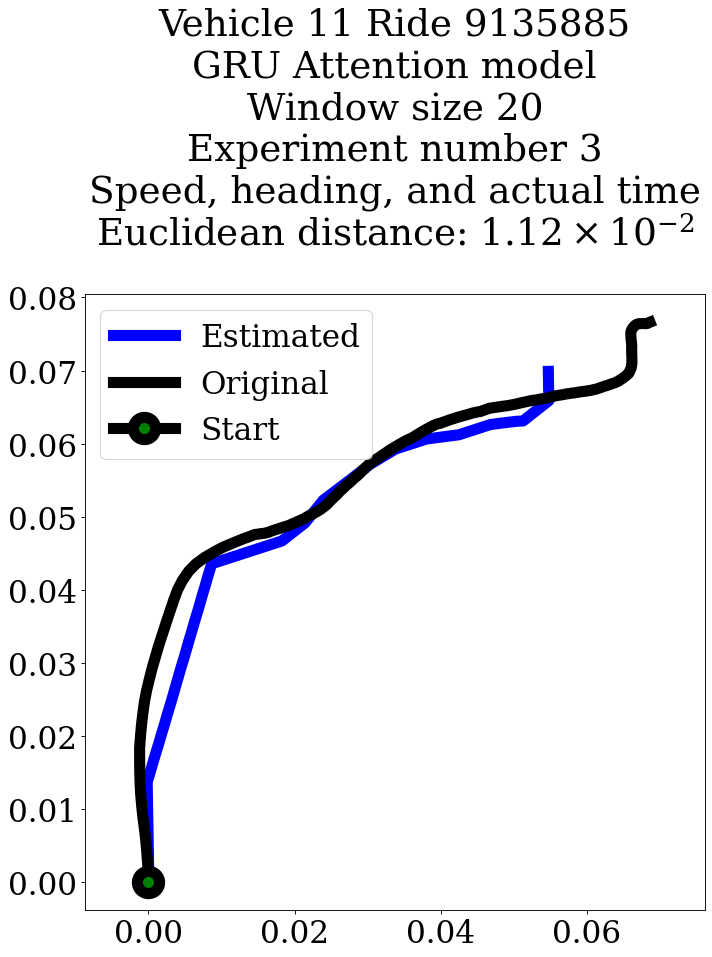 Vehicle 11 Ride 9135885
GRU Attention model
Window size 20
Experiment number 3
Speed, heading, and actual time
Euclidean distance: 1.12 × 10⁻²
0.08
0.07
0.06
0.05
0.04
0.03
0.02
0.01
0.00
Estimated
Original
Start
0.00 0.02 0.04 0.06